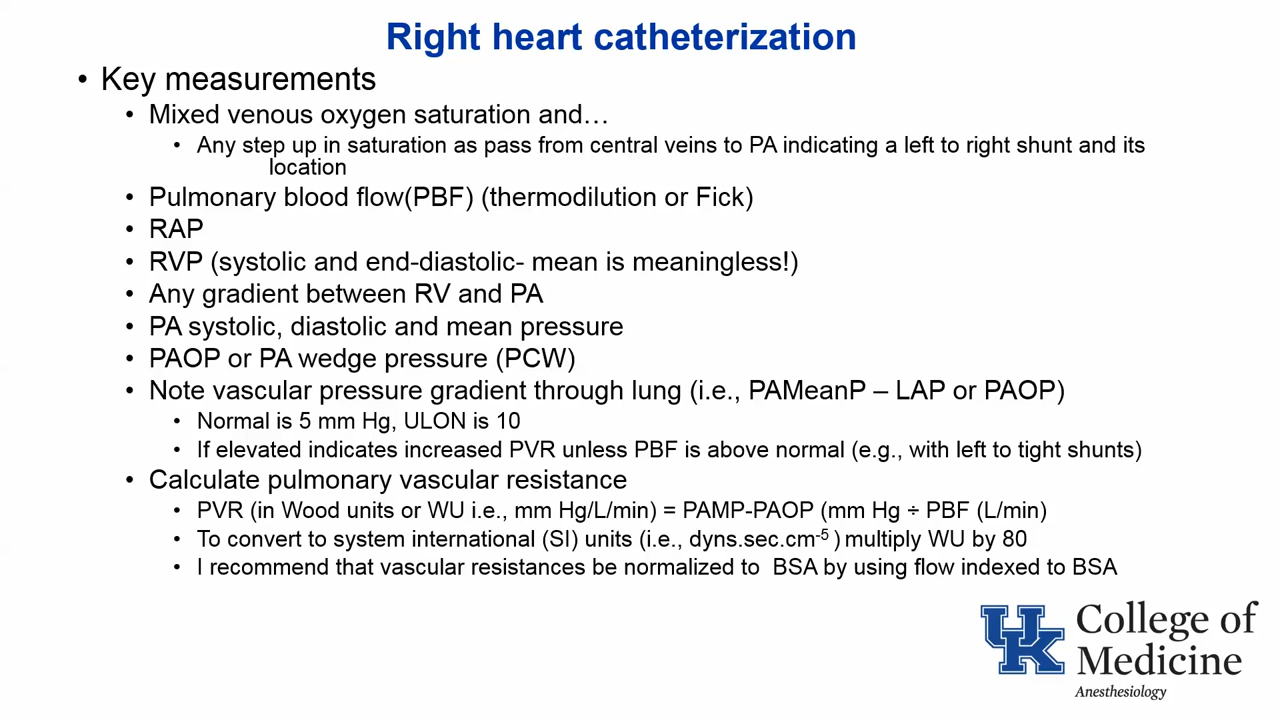 Right heart catheterization
• Key measurements
• Mixed venous oxygen saturation and…
• Any step up in saturation as pass from central veins to PA indicating a left to right shunt and its
location
• Pulmonary blood flow(PBF) (thermodilution or Fick)
• RAP
• RVP (systolic and end-diastolic- mean is meaningless!)
• Any gradient between RV and PA
• PA systolic, diastolic and mean pressure
• PAOP or PA wedge pressure (PCW)
• Note vascular pressure gradient through lung (i.e., PAMeanP – LAP or PAOP)
• Normal is 5 mm Hg, ULON is 10
• If elevated indicates increased PVR unless PBF is above normal (e.g., with left to tight shunts)
• Calculate pulmonary vascular resistance
• PVR (in Wood units or WU i.e., mm Hg/L/min) = PAMP-PAOP (mm Hg ÷ PBF (L/min)
• To convert to system international (SI) units (i.e., dyns.sec.cm-5 ) multiply WU by 80
• I recommend that vascular resistances be normalized to  BSA by using flow indexed to BSA
UK
College of
Medicine
Anesthesiology